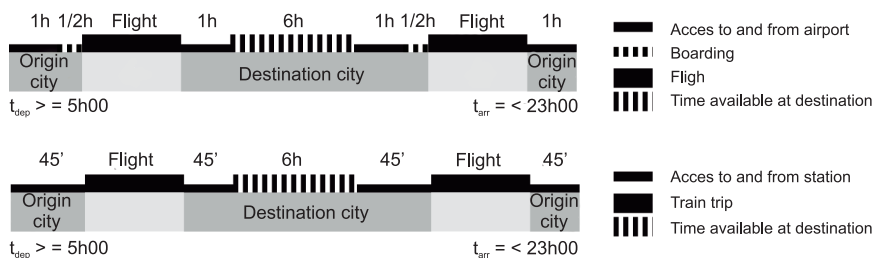 1h 1/2h Flight 1h 6h 1h 1/2h Flight 1h
Origin city Destination city Origin city
t_dep > = 5h00 t_arr = < 23h00
Acces to and from airport
Boarding
Fligh
Time available at destination
45’ Flight 45’ 6h 45’ Flight 45’
Origin city Destination city Origin city
t_dep > = 5h00 t_arr = < 23h00
Acces to and from station
Train trip
Time available at destination